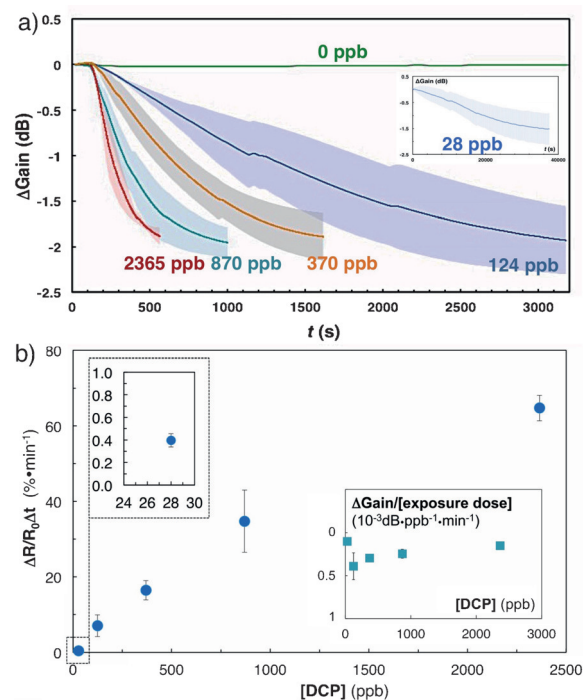 a)
0.5
0
-0.5
-1
-1.5
-2
-2.5
ΔGain (dB)
0 ppb
ΔGain (dB)
0.5
-0.5
-1.5
-2.5
t (s)
28 ppb
0
20000
40000
2365 ppb
870 ppb
370 ppb
124 ppb
0
500
1000
1500
2000
2500
3000
t (s)
b)
80
60
40
20
0
ΔR/R₀Δt (%•min⁻¹)
1.0
0.8
0.6
0.4
0.2
0.0
24
26
28
30
ΔGain/[exposure dose]
(10⁻³dB•ppb⁻¹•min⁻¹)
0
0.5
1
[DCP] (ppb)
0
1000
2000
3000
0
500
1000
1500
2000
2500
[DCP] (ppb)